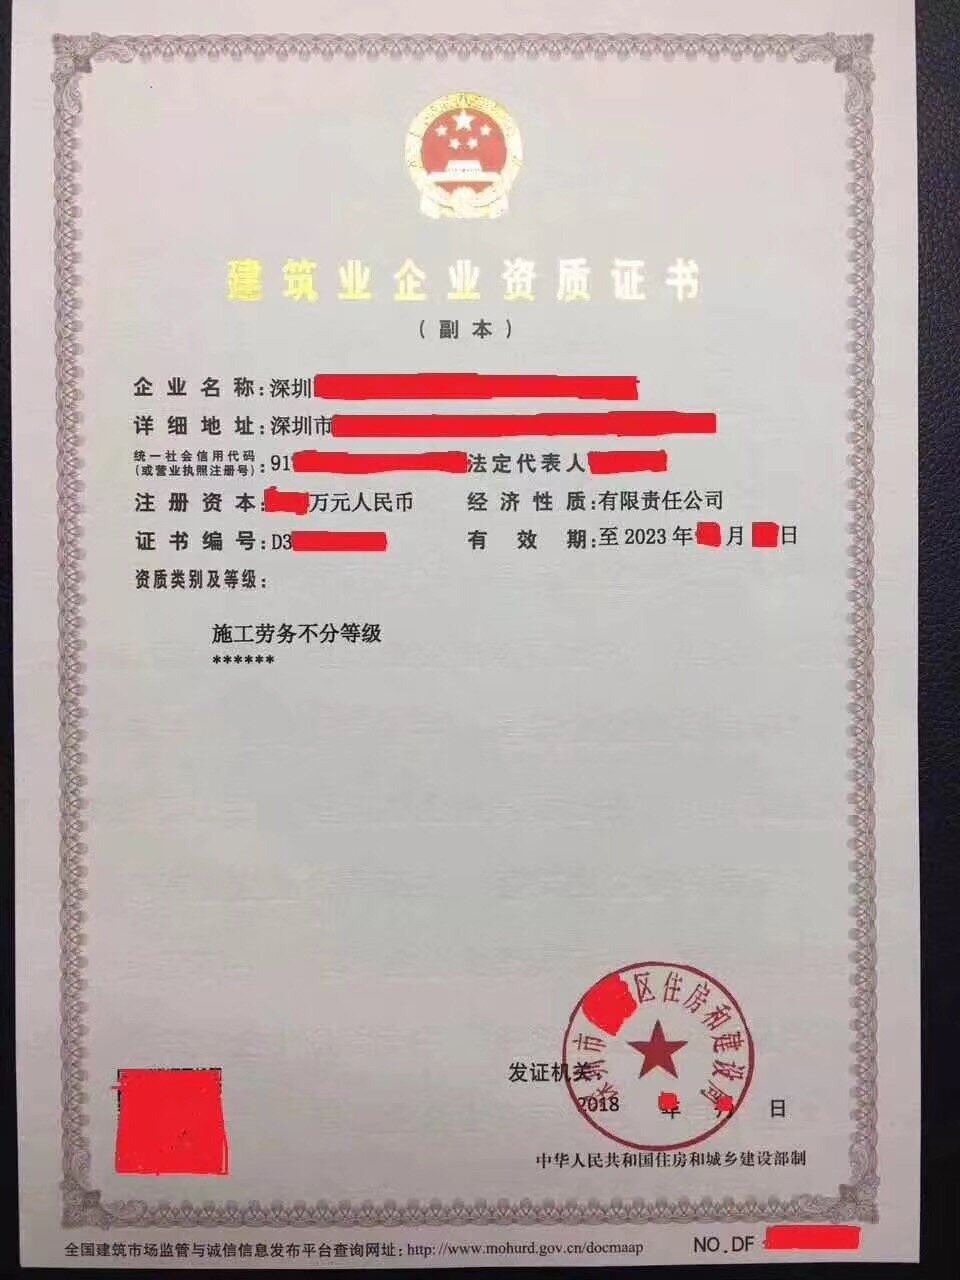 建筑业企业资质证书
（副本）
企业名称：深圳
详细地址：深圳市
统一社会信用代码
（或营业执照注册号）：91
法定代表人
注册资本：万元人民币
经济性质：有限责任公司
证书编号：D3
有效期：至 2023 年 月 日
资质类别及等级：
施工劳务不分等级
******
市 区住房和建设局
发证机关：
2018 年 月 日
中华人民共和国住房和城乡建设部制
全国建筑市场监管与诚信信息发布平台查询网址：http://www.mohurd.gov.cn/docmaap
NO.DF